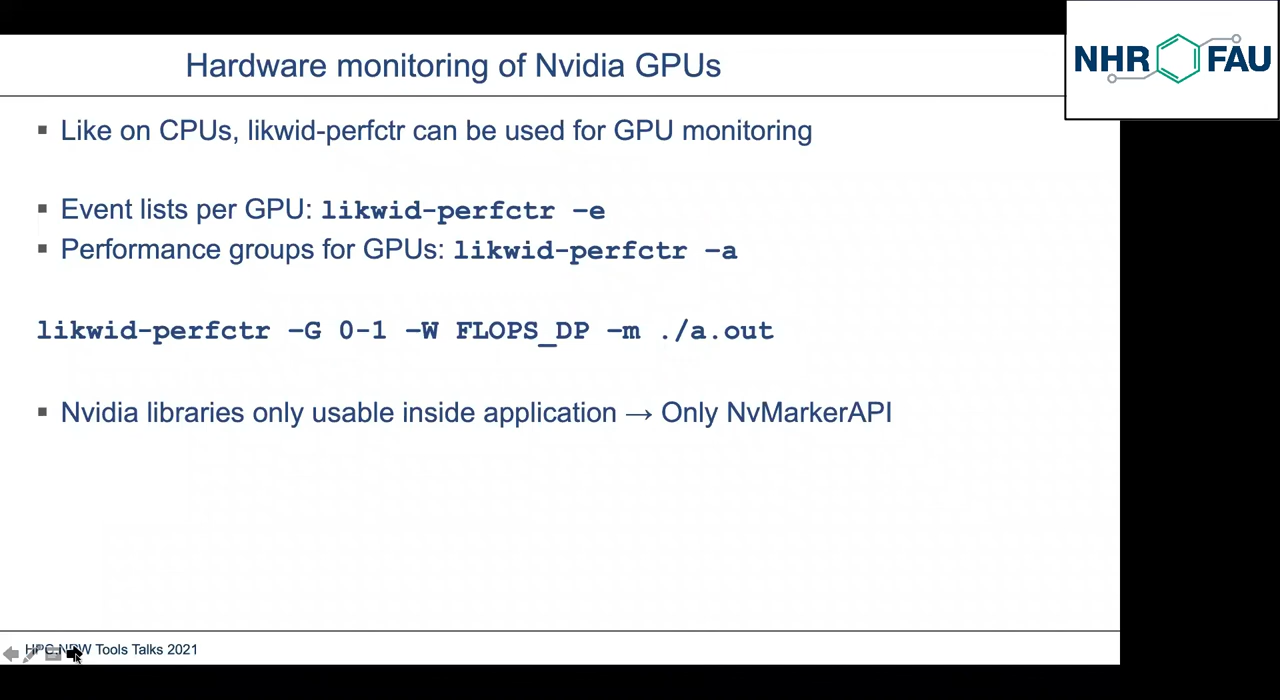 Hardware monitoring of Nvidia GPUs
NHR FAU
▪ Like on CPUs, likwid-perfctr can be used for GPU monitoring
▪ Event lists per GPU: likwid-perfctr –e
▪ Performance groups for GPUs: likwid-perfctr –a
likwid-perfctr –G 0-1 –W FLOPS_DP –m ./a.out
▪ Nvidia libraries only usable inside application → Only NvMarkerAPI
HPC.NRW Tools Talks 2021